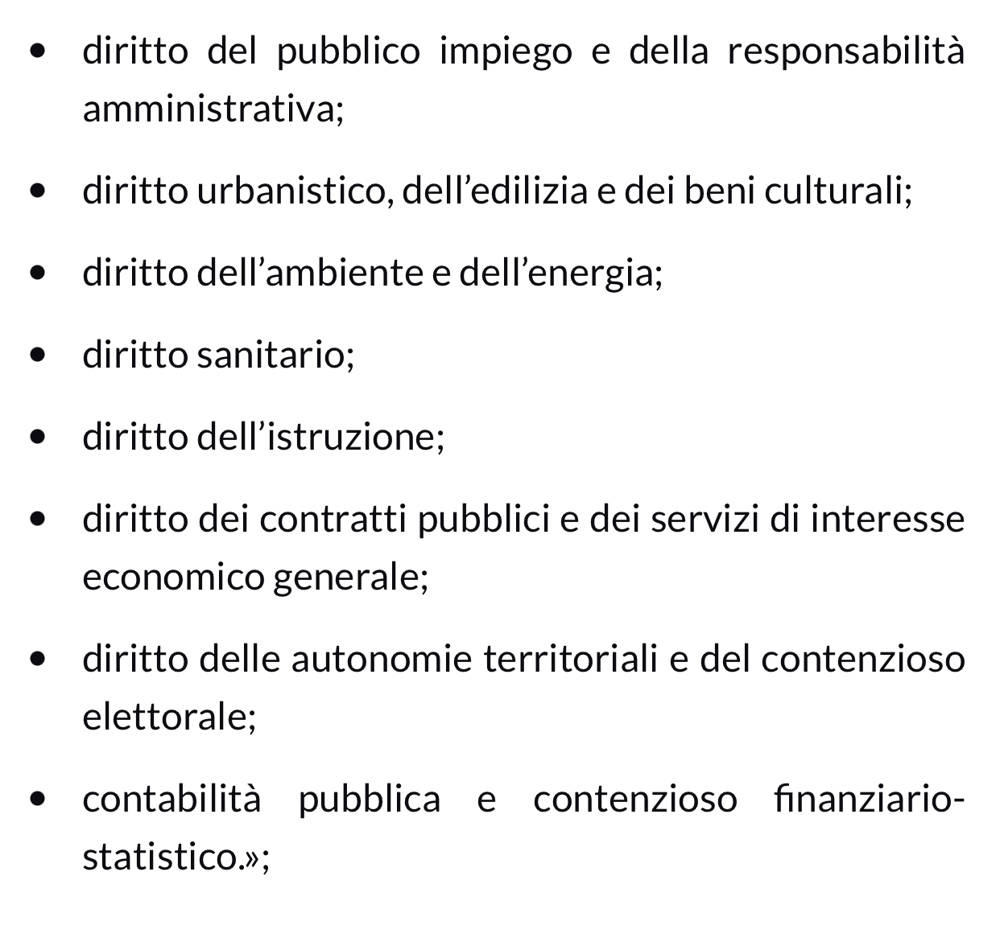 • diritto del pubblico impiego e della responsabilità
amministrativa;
• diritto urbanistico, dell’edilizia e dei beni culturali;
• diritto dell’ambiente e dell’energia;
• diritto sanitario;
• diritto dell’istruzione;
• diritto dei contratti pubblici e dei servizi di interesse
economico generale;
• diritto delle autonomie territoriali e del contenzioso
elettorale;
• contabilità pubblica e contenzioso finanziario-
statistico.»;